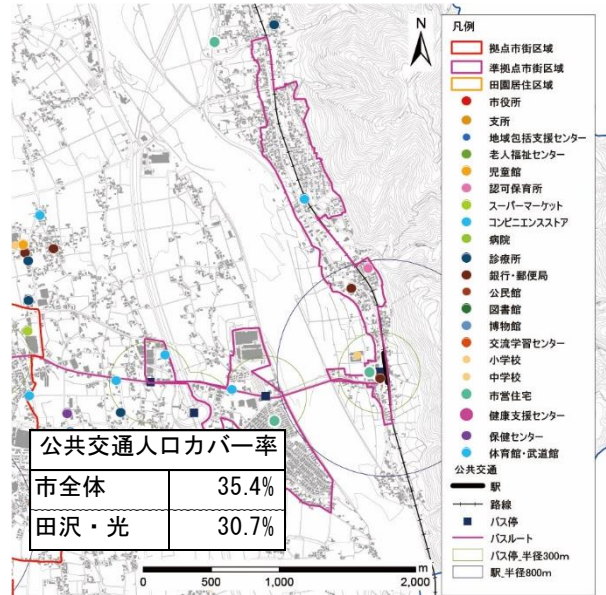 N
凡例
拠点市街区域
準拠点市街区域
田園居住区域
市役所
支所
地域包括支援センター
老人福祉センター
児童館
認可保育所
スーパーマーケット
コンビニエンスストア
病院
診療所
銀行・郵便局
公民館
図書館
博物館
交流学習センター
小学校
中学校
市営住宅
健康支援センター
保健センター
体育館・武道館
公共交通
駅
路線
バス停
バスルート
バス停_半径300m
駅_半径800m
公共交通人口カバー率
市全体 35.4%
田沢・光 30.7%
m
0 500 1,000 2,000